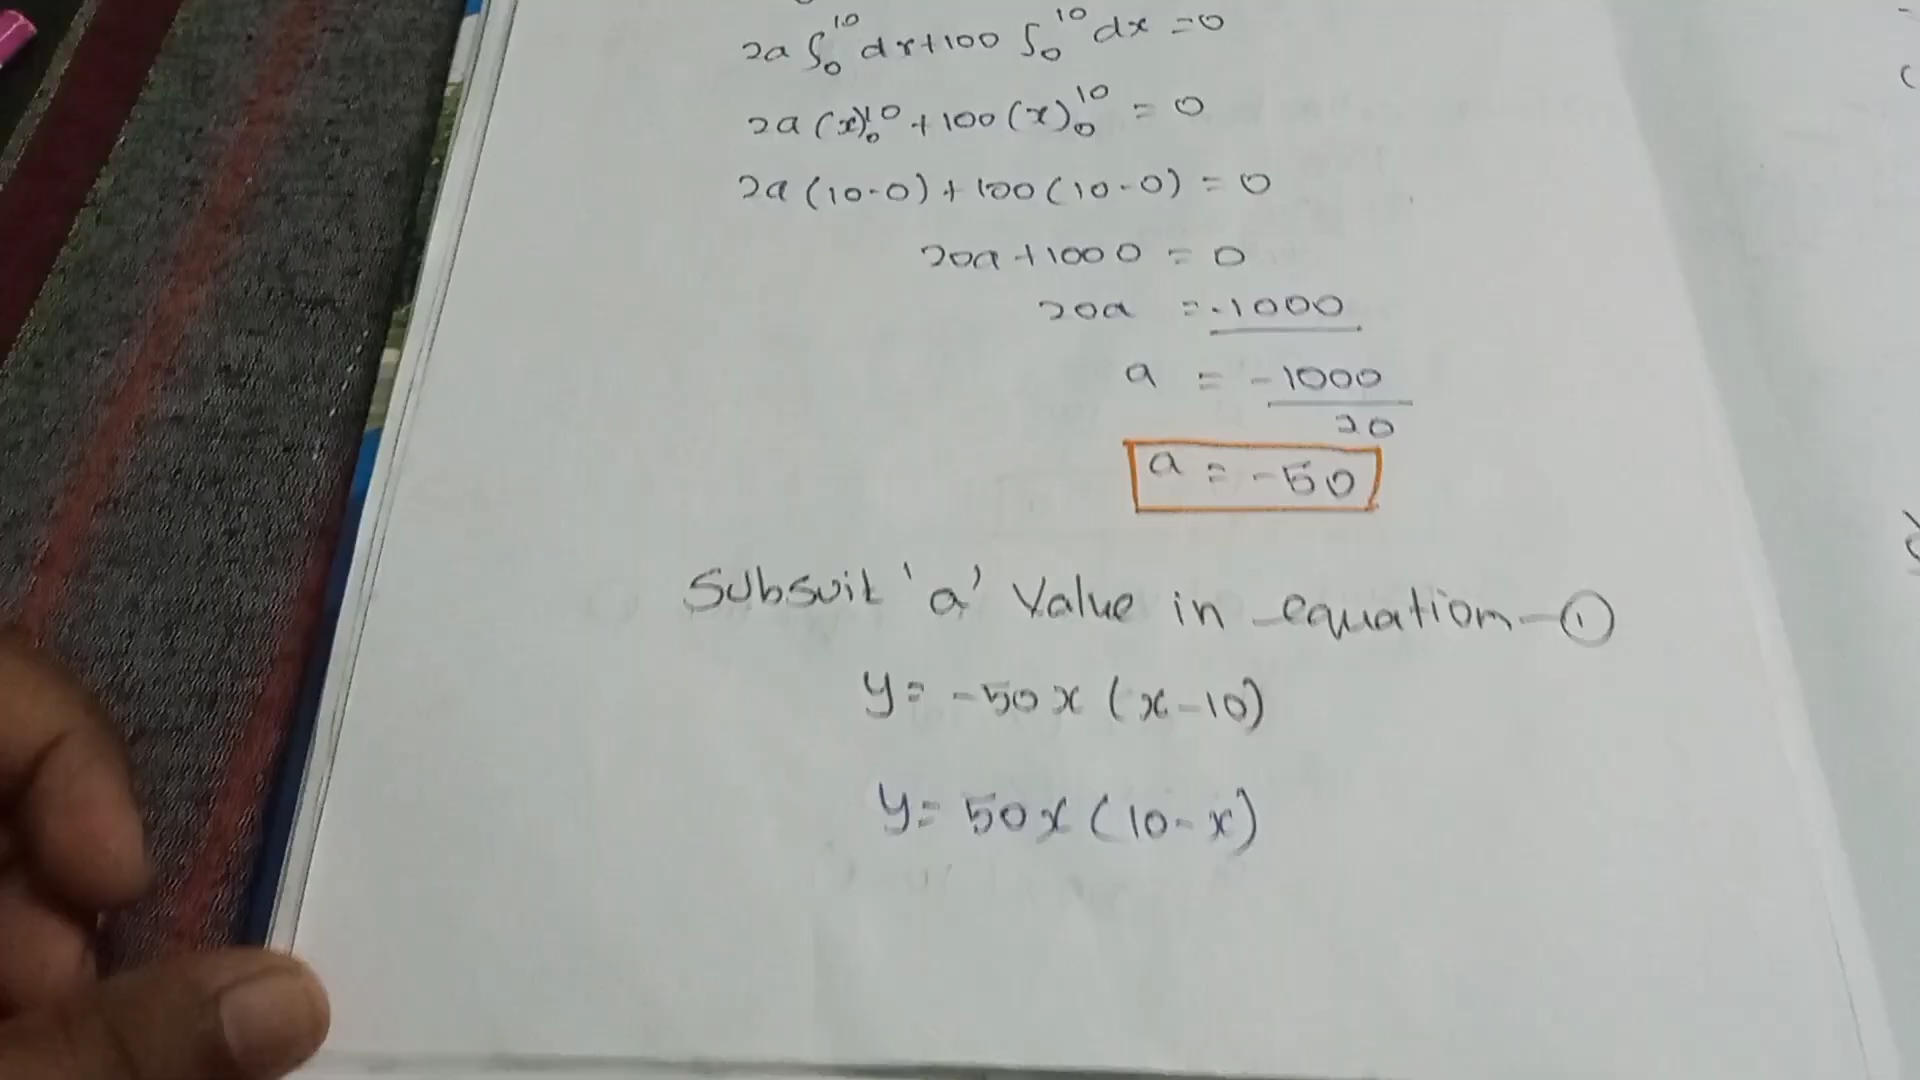 2a ∫₀¹⁰ dx+100 ∫₀¹⁰ dx =0
2a (x)₀¹⁰ + 100 (x)₀¹⁰ = 0
2a (10-0) + 100 (10-0) = 0
20a + 1000 = 0
20a = -1000
a = -1000/20
a = -50
Subsuit 'a' Value in equation-①
y= -50x (x-10)
y= 50x (10-x)